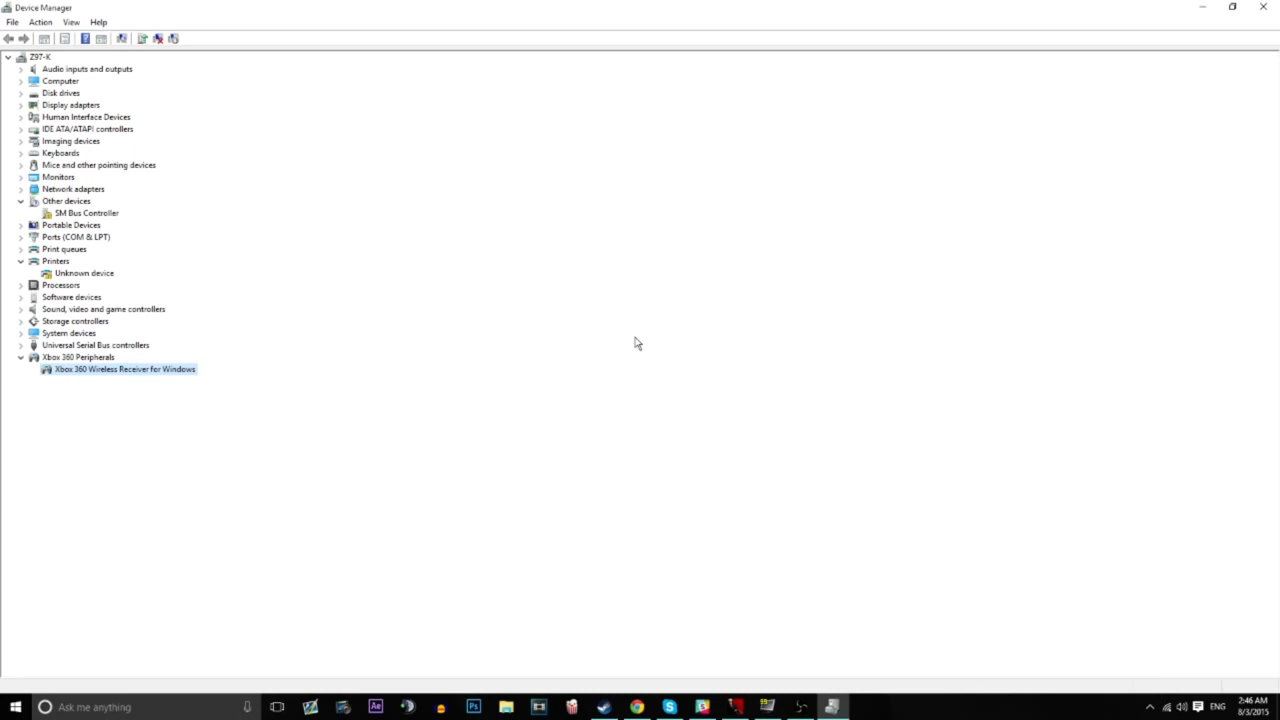 Device Manager
File Action View Help
Z97-K
Audio inputs and outputs
Computer
Disk drives
Display adapters
Human Interface Devices
IDE ATA/ATAPI controllers
Imaging devices
Keyboards
Mice and other pointing devices
Monitors
Network adapters
Other devices
SM Bus Controller
Portable Devices
Ports (COM & LPT)
Print queues
Printers
Unknown device
Processors
Software devices
Sound, video and game controllers
Storage controllers
System devices
Universal Serial Bus controllers
Xbox 360 Peripherals
Xbox 360 Wireless Receiver for Windows
Ask me anything
Ae
Ps
ENG
2:46 AM
8/3/2015